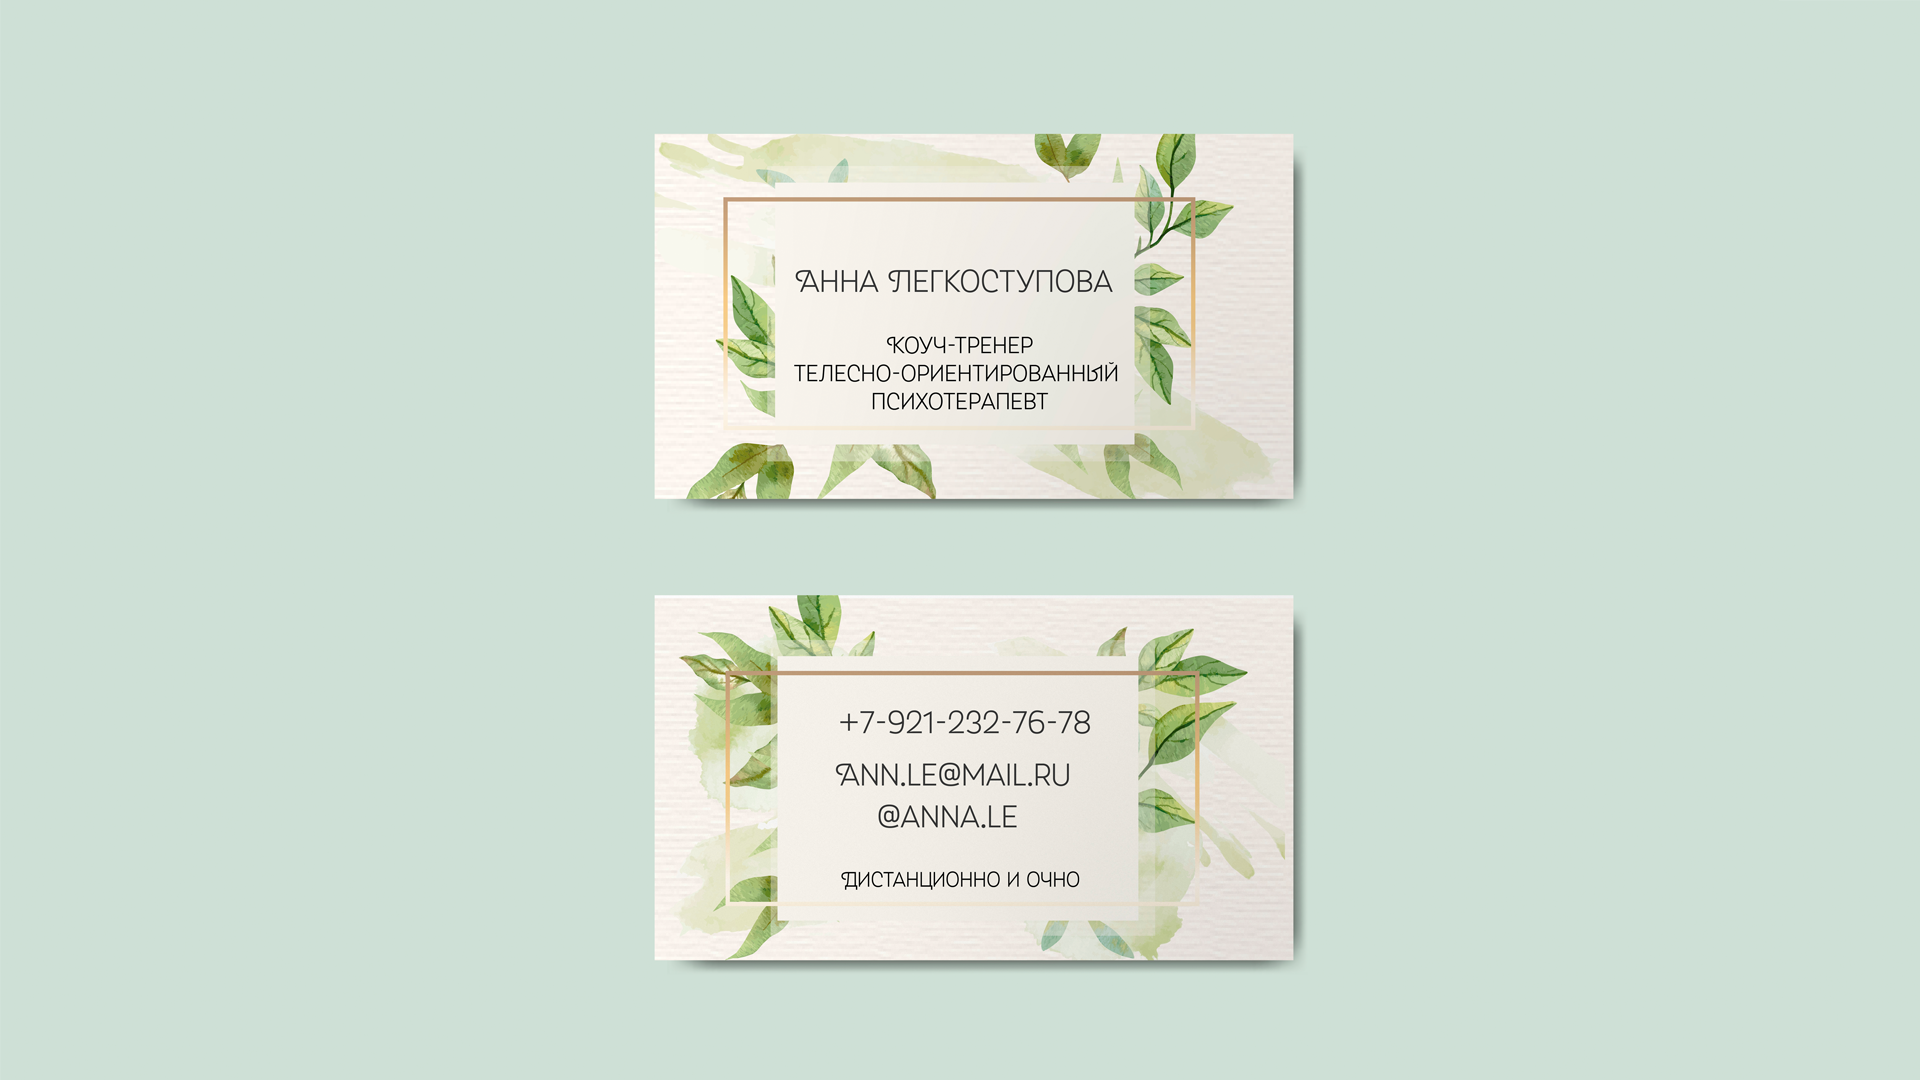 АННА ЛЕГКОСТУПОВА
КОУЧ-ТРЕНЕР
ТЕЛЕСНО-ОРИЕНТИРОВАННЫЙ
ПСИХОТЕРАПЕВТ
+7-921-232-76-78
ANN.LE@MAIL.RU
@ANNA.LE
ДИСТАНЦИОННО И ОЧНО